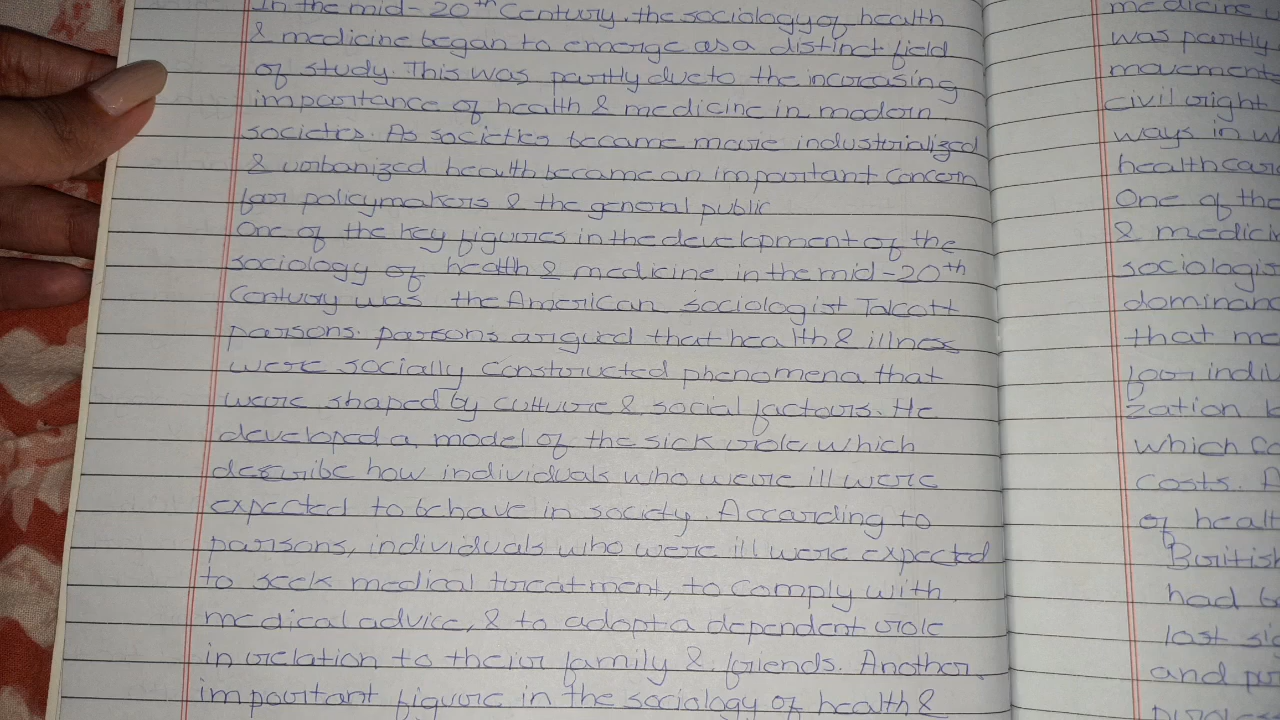 In the mid-20th Century, the sociology of health
& medicine began to emerge as a distinct field
of study. This was partly due to the increasing
importance of health & medicine in modern
societies. As societies became more industrialized
& urbanized health became an important concern
for policymakers & the general public
One of the key figures in the development of the
sociology of health & medicine in the mid-20th
Century was the American sociologist Talcott
parsons. parsons argued that health & illness
were socially constructed phenomena that
were shaped by culture & social factors. He
developed a model of the sick role, which
describe how individuals who were ill were
expected to behave in society. According to
parsons, individuals who were ill were expected
to seek medical treatment, to comply with
medical advice, & to adopt a dependent role
in relation to their family & friends. Another
important figure in the sociology of health &
medicine
was partly
movement
civil right
ways in
health
One of the
& medici
sociologis
dominanc
that
for indiv
zation
which
costs.
of healt
British
had
last
and